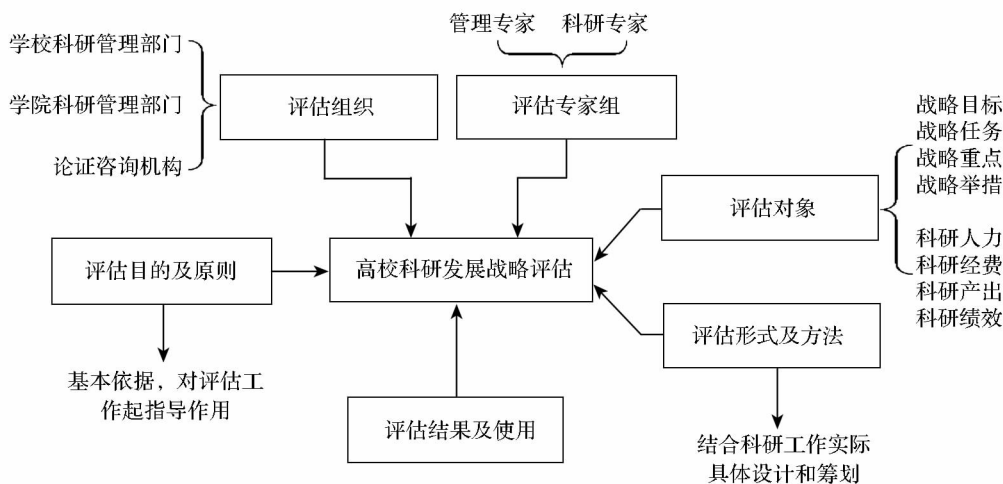 管理专家 科研专家
学校科研管理部门
学院科研管理部门
论证咨询机构
评估组织
评估专家组
战略目标
战略任务
战略重点
战略举措
评估对象
科研人力
科研经费
科研产出
科研绩效
评估目的及原则
高校科研发展战略评估
评估形式及方法
基本依据，对评估工
作起指导作用
评估结果及使用
结合科研工作实际
具体设计和筹划